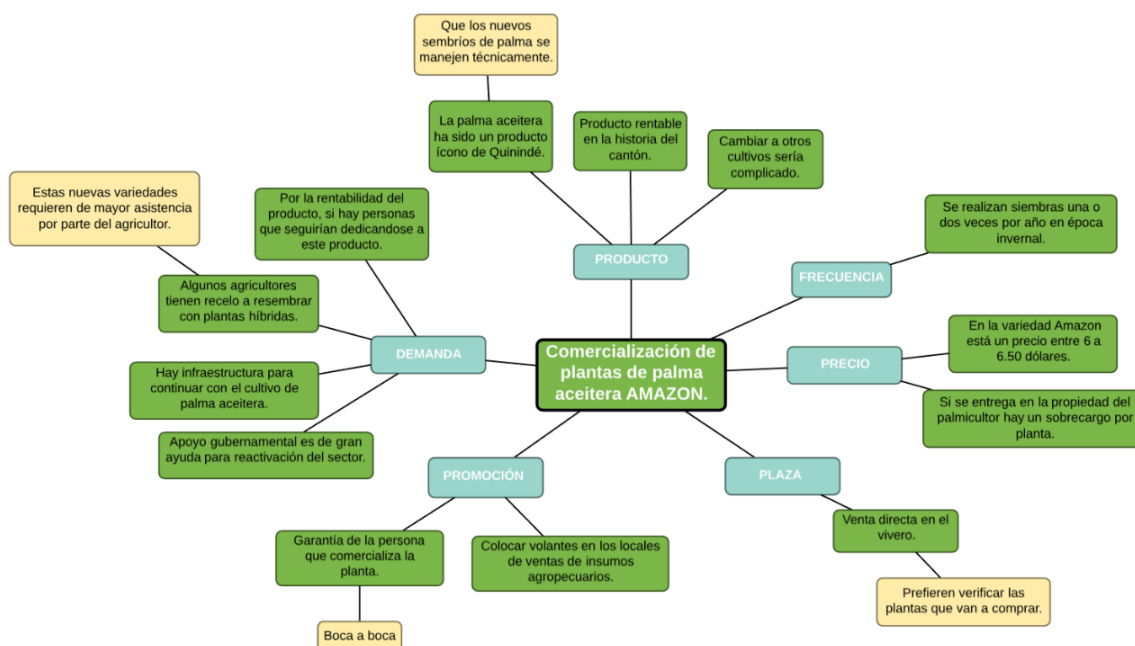 Que los nuevos
sembríos de palma se
manejen técnicamente.
La palma aceitera
ha sido un producto
ícono de Quinindé.
Producto rentable
en la historia del
cantón.
Cambiar a otros
cultivos sería
complicado.
PRODUCTO
Estas nuevas variedades
requieren de mayor asistencia
por parte del agricultor.
Por la rentabilidad del
producto, si hay personas
que seguirían dedicandose a
este producto.
Algunos agricultores
tienen recelo a resembrar
con plantas híbridas.
DEMANDA
Hay infraestructura para
continuar con el cultivo de
palma aceitera.
Apoyo gubernamental es de gran
ayuda para reactivación del sector.
Se realizan siembras una o
dos veces por año en época
invernal.
FRECUENCIA
Comercialización de
plantas de palma
aceitera AMAZON.
PRECIO
En la variedad Amazon
está un precio entre 6 a
6.50 dólares.
Si se entrega en la propiedad del
palmicultor hay un sobrecargo por
planta.
PROMOCIÓN
Garantía de la persona
que comercializa la
planta.
Boca a boca
Colocar volantes en los locales
de ventas de insumos
agropecuarios.
PLAZA
Venta directa en el
vivero.
Prefieren verificar las
plantas que van a comprar.